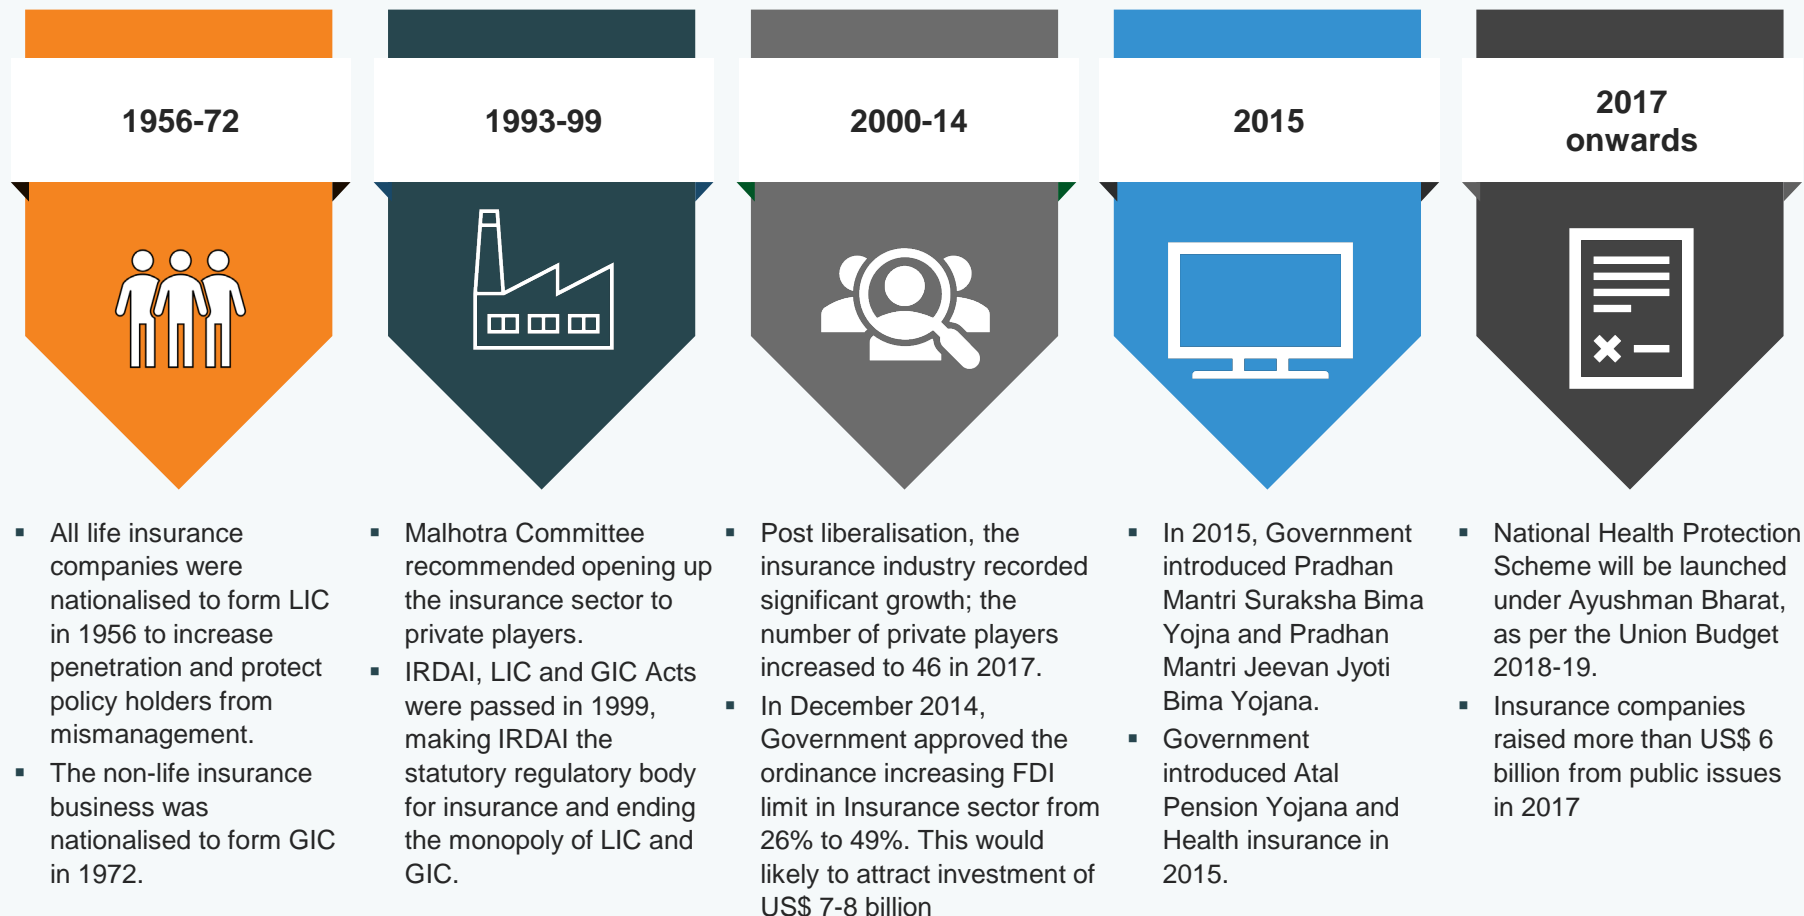 1956-72
1993-99
2000-14
2015
2017
onwards
▪ All life insurance
companies were
nationalised to form LIC
in 1956 to increase
penetration and protect
policy holders from
mismanagement.
▪ The non-life insurance
business was
nationalised to form GIC
in 1972.
▪ Malhotra Committee
recommended opening up
the insurance sector to
private players.
▪ IRDAI, LIC and GIC Acts
were passed in 1999,
making IRDAI the
statutory regulatory body
for insurance and ending
the monopoly of LIC and
GIC.
▪ Post liberalisation, the
insurance industry recorded
significant growth; the
number of private players
increased to 46 in 2017.
▪ In December 2014,
Government approved the
ordinance increasing FDI
limit in Insurance sector from
26% to 49%. This would
likely to attract investment of
US$ 7-8 billion
▪ In 2015, Government
introduced Pradhan
Mantri Suraksha Bima
Yojna and Pradhan
Mantri Jeevan Jyoti
Bima Yojana.
▪ Government
introduced Atal
Pension Yojana and
Health insurance in
2015.
▪ National Health Protection
Scheme will be launched
under Ayushman Bharat,
as per the Union Budget
2018-19.
▪ Insurance companies
raised more than US$ 6
billion from public issues
in 2017